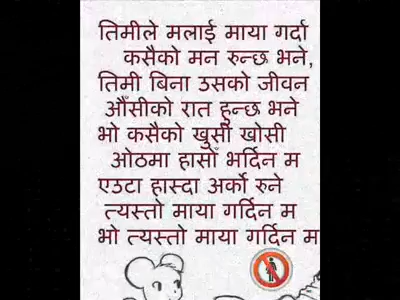 तिमीले मलाई माया गर्दा
कसैको मन रुन्छ भने,
तिमी बिना उसको जीवन
औँसीको रात हुन्छ भने
भो कसैको खुसी खोसी
ओठमा हासोँ भर्दिन म
एउटा हास्दा अर्को रुने
त्यस्तो माया गर्दिन म
भो त्यस्तो माया गर्दिन म